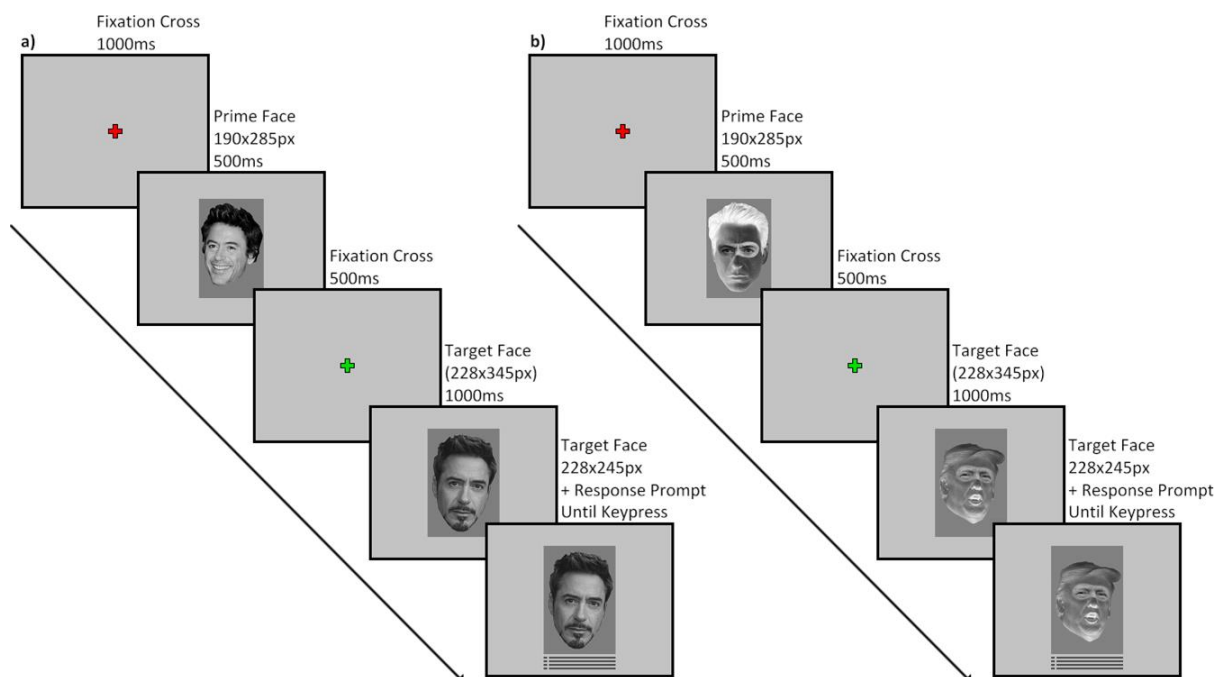 a)
Fixation Cross
1000ms
Prime Face
190x285px
500ms
Fixation Cross
500ms
Target Face
(228x345px)
1000ms
Target Face
228x245px
+ Response Prompt
Until Keypress
b)
Fixation Cross
1000ms
Prime Face
190x285px
500ms
Fixation Cross
500ms
Target Face
(228x345px)
1000ms
Target Face
228x245px
+ Response Prompt
Until Keypress